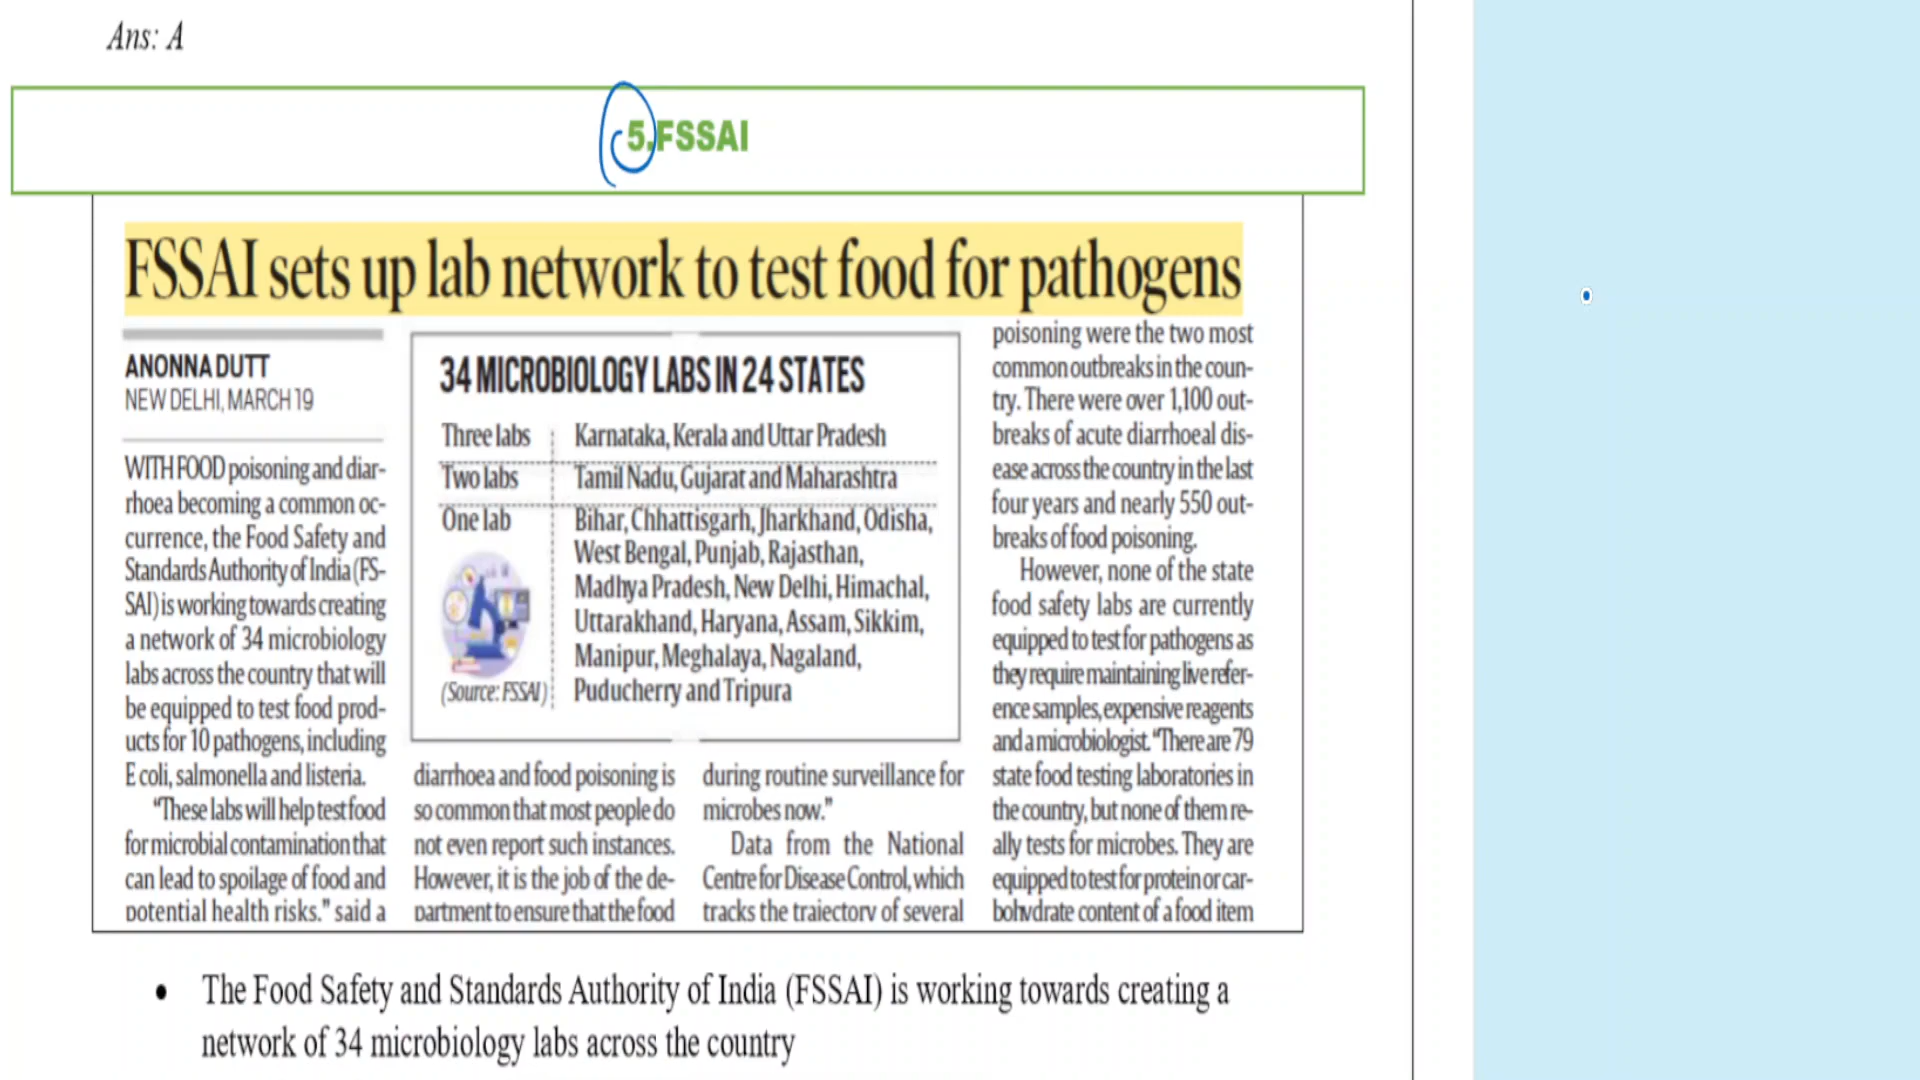 Ans: A
5.FSSAI
FSSAI sets up lab network to test food for pathogens
ANONNA DUTT
NEW DELHI, MARCH 19
WITH FOOD poisoning and diar-
rhoea becoming a common oc-
currence, the Food Safety and
Standards Authority of India (FS-
SAI) is working towards creating
a network of 34 microbiology
labs across the country that will
be equipped to test food prod-
ucts for 10 pathogens, including
E coli, salmonella and listeria.
"These labs will help test food
for microbial contamination that
can lead to spoilage of food and
potential health risks." said a
34 MICROBIOLOGY LABS IN 24 STATES
Three labs Karnataka, Kerala and Uttar Pradesh
Two labs Tamil Nadu, Gujarat and Maharashtra
One lab Bihar, Chhattisgarh, Jharkhand, Odisha,
West Bengal, Punjab, Rajasthan,
Madhya Pradesh, New Delhi, Himachal,
Uttarakhand, Haryana, Assam, Sikkim,
Manipur, Meghalaya, Nagaland,
(Source: FSSAI) Puducherry and Tripura
diarrhoea and food poisoning is
so common that most people do
not even report such instances.
However, it is the job of the de-
partment to ensure that the food
during routine surveillance for
microbes now."
Data from the National
Centre for Disease Control, which
tracks the trajectory of several
poisoning were the two most
common outbreaks in the coun-
try. There were over 1,100 out-
breaks of acute diarrhoeal dis-
ease across the country in the last
four years and nearly 550 out-
breaks of food poisoning.
However, none of the state
food safety labs are currently
equipped to test for pathogens as
they require maintaining live refer-
ence samples, expensive reagents
and a microbiologist. "There are 79
state food testing laboratories in
the country, but none of them re-
ally tests for microbes. They are
equipped to test for protein or car-
bohydrate content of a food item
• The Food Safety and Standards Authority of India (FSSAI) is working towards creating a
network of 34 microbiology labs across the country